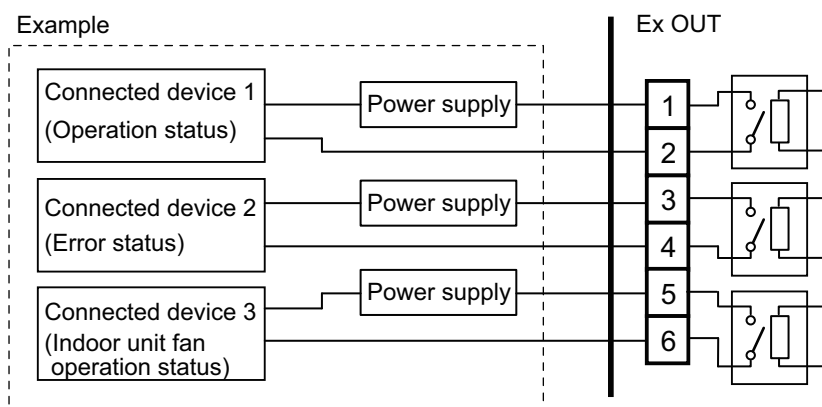 Example
Ex OUT
Connected device 1
(Operation status)
Power supply
1
2
Connected device 2
(Error status)
Power supply
3
4
Connected device 3
(Indoor unit fan
operation status)
Power supply
5
6